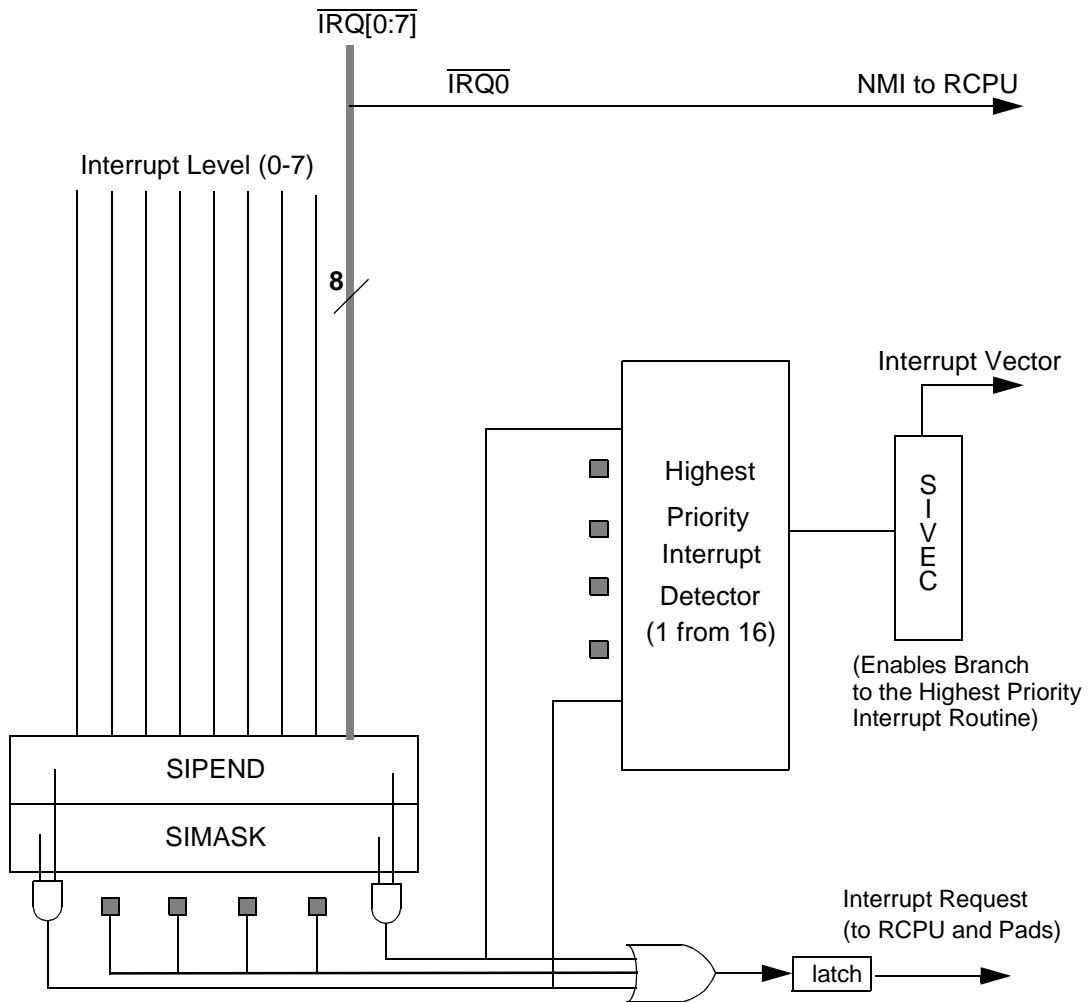 IRQ[0:7]
IRQ0
NMI to RCPU
Interrupt Level (0-7)
8
Interrupt Vector
Highest
Priority
Interrupt
Detector
(1 from 16)
S
I
V
E
C
(Enables Branch
to the Highest Priority
Interrupt Routine)
SIPEND
SIMASK
Interrupt Request
(to RCPU and Pads)
latch